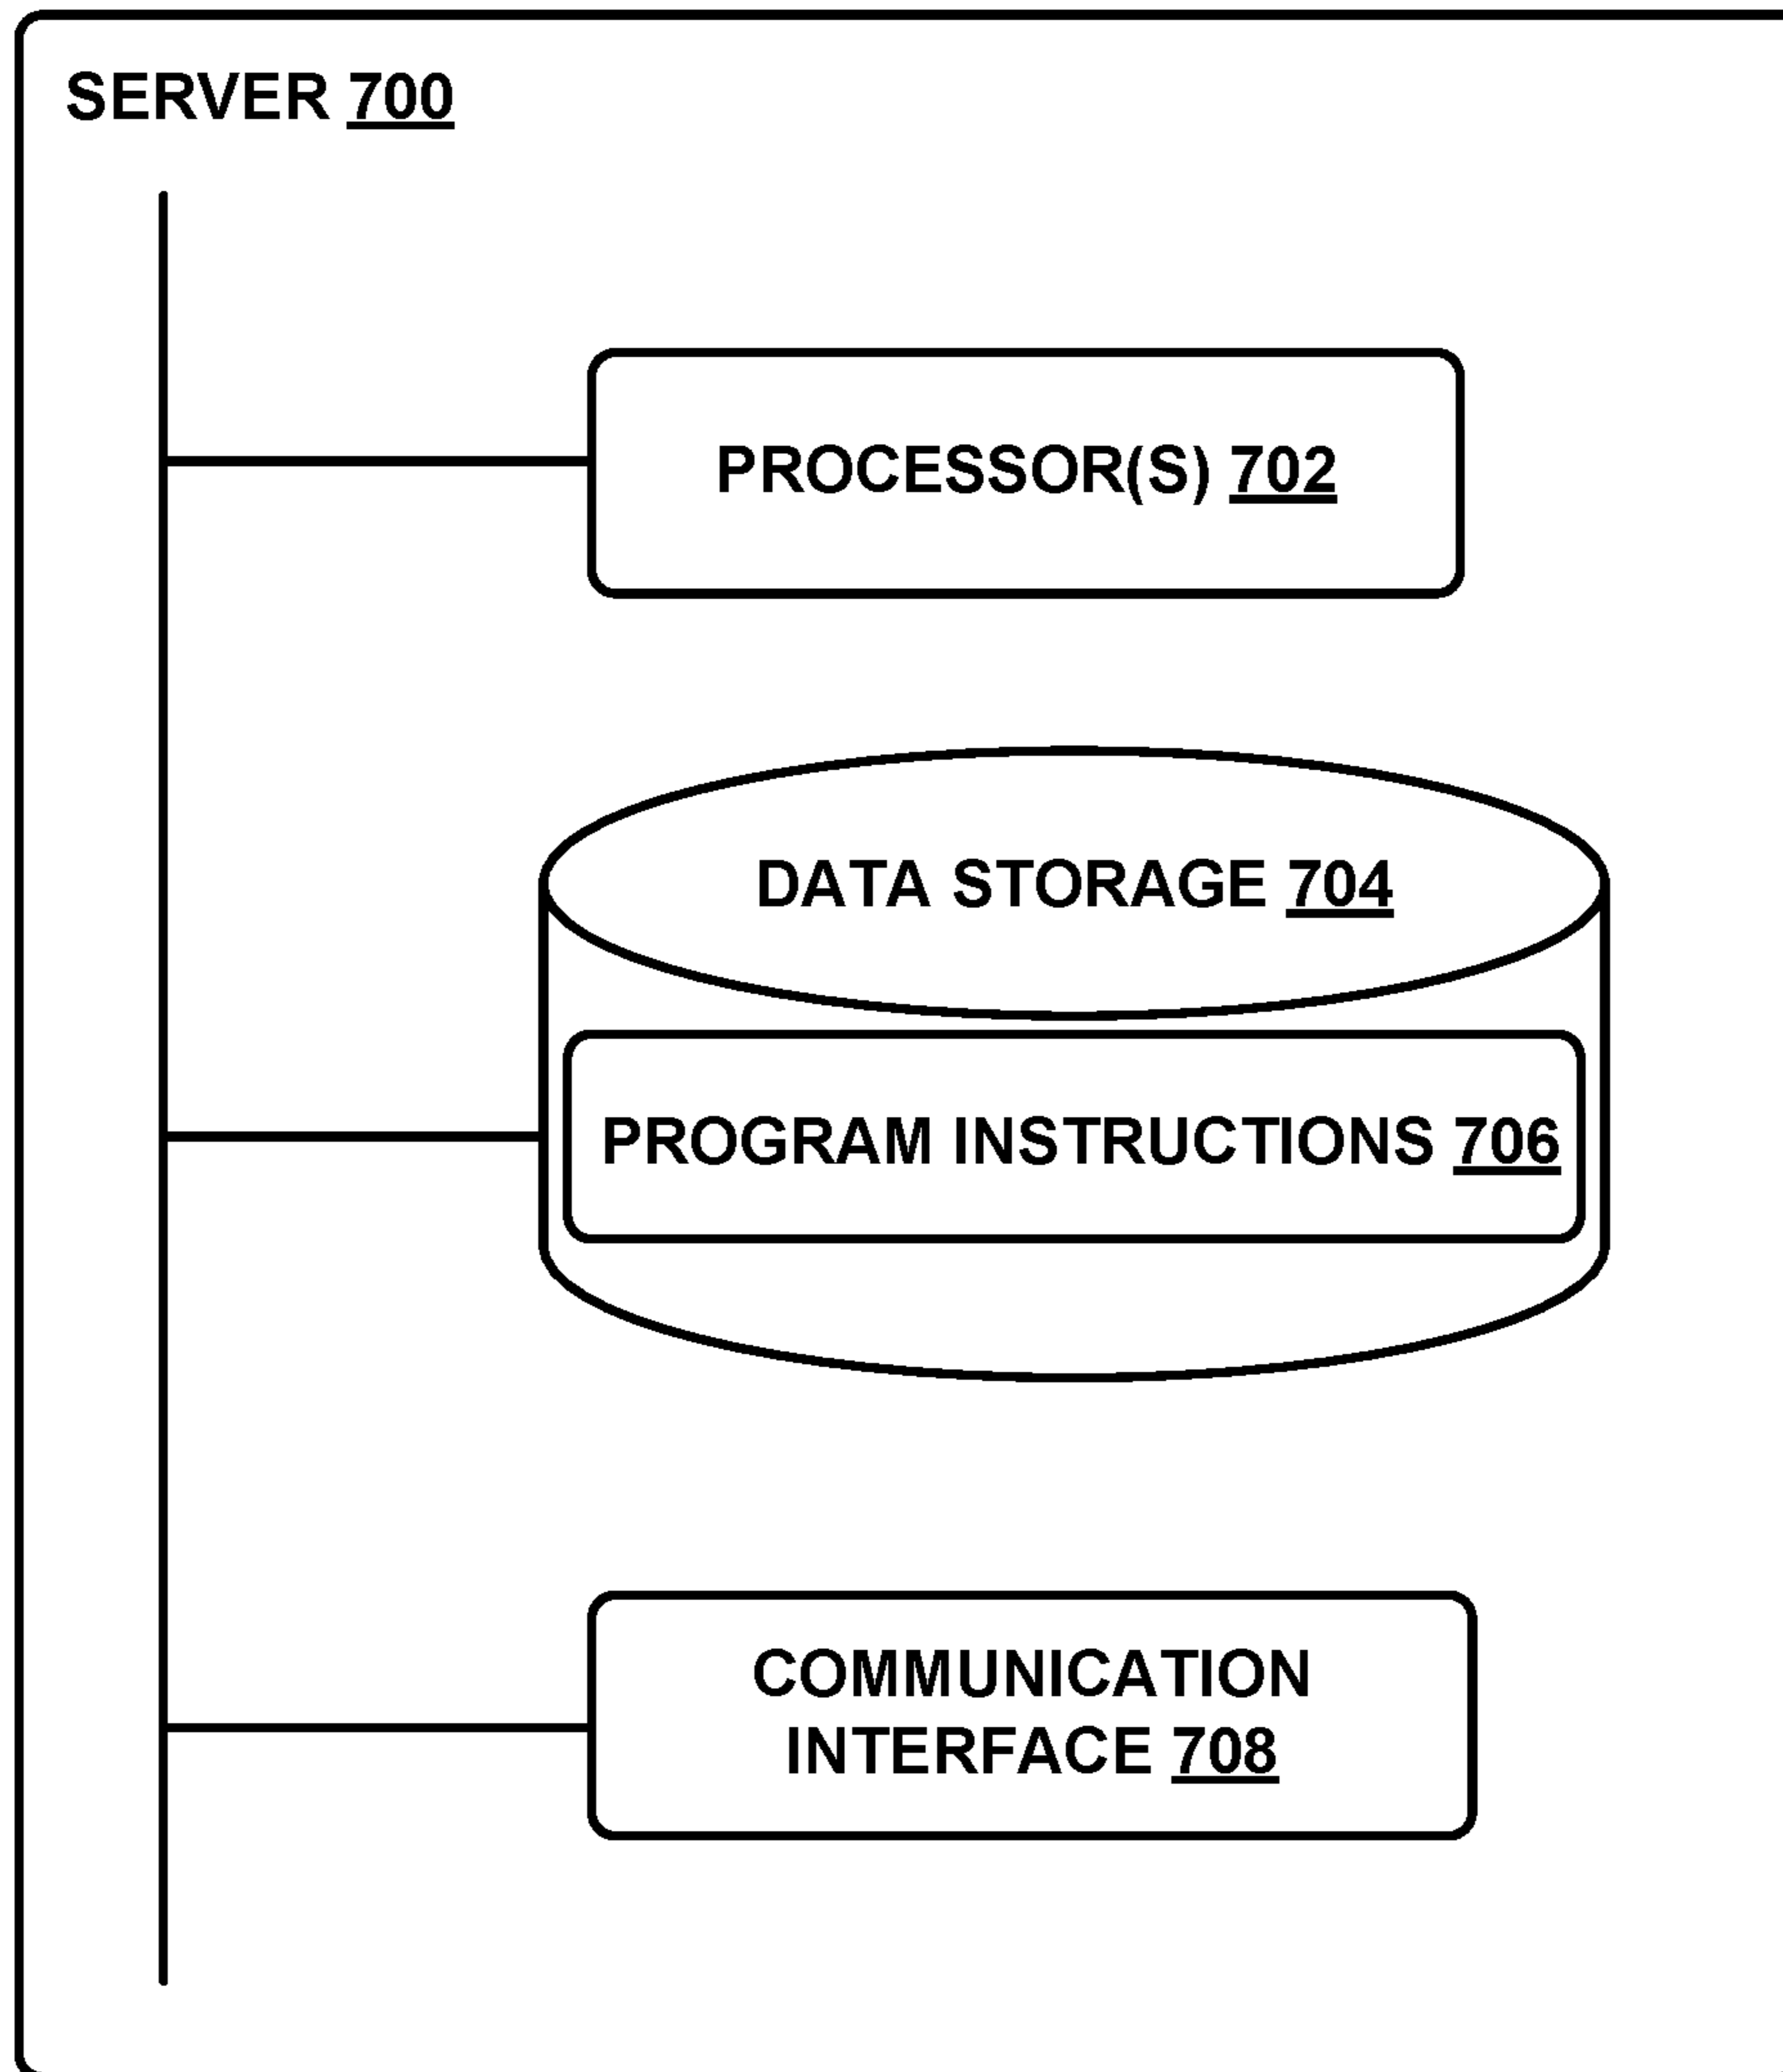 SERVER 700
PROCESSOR(S) 702
DATA STORAGE 704
PROGRAM INSTRUCTIONS 706
COMMUNICATION
INTERFACE 708